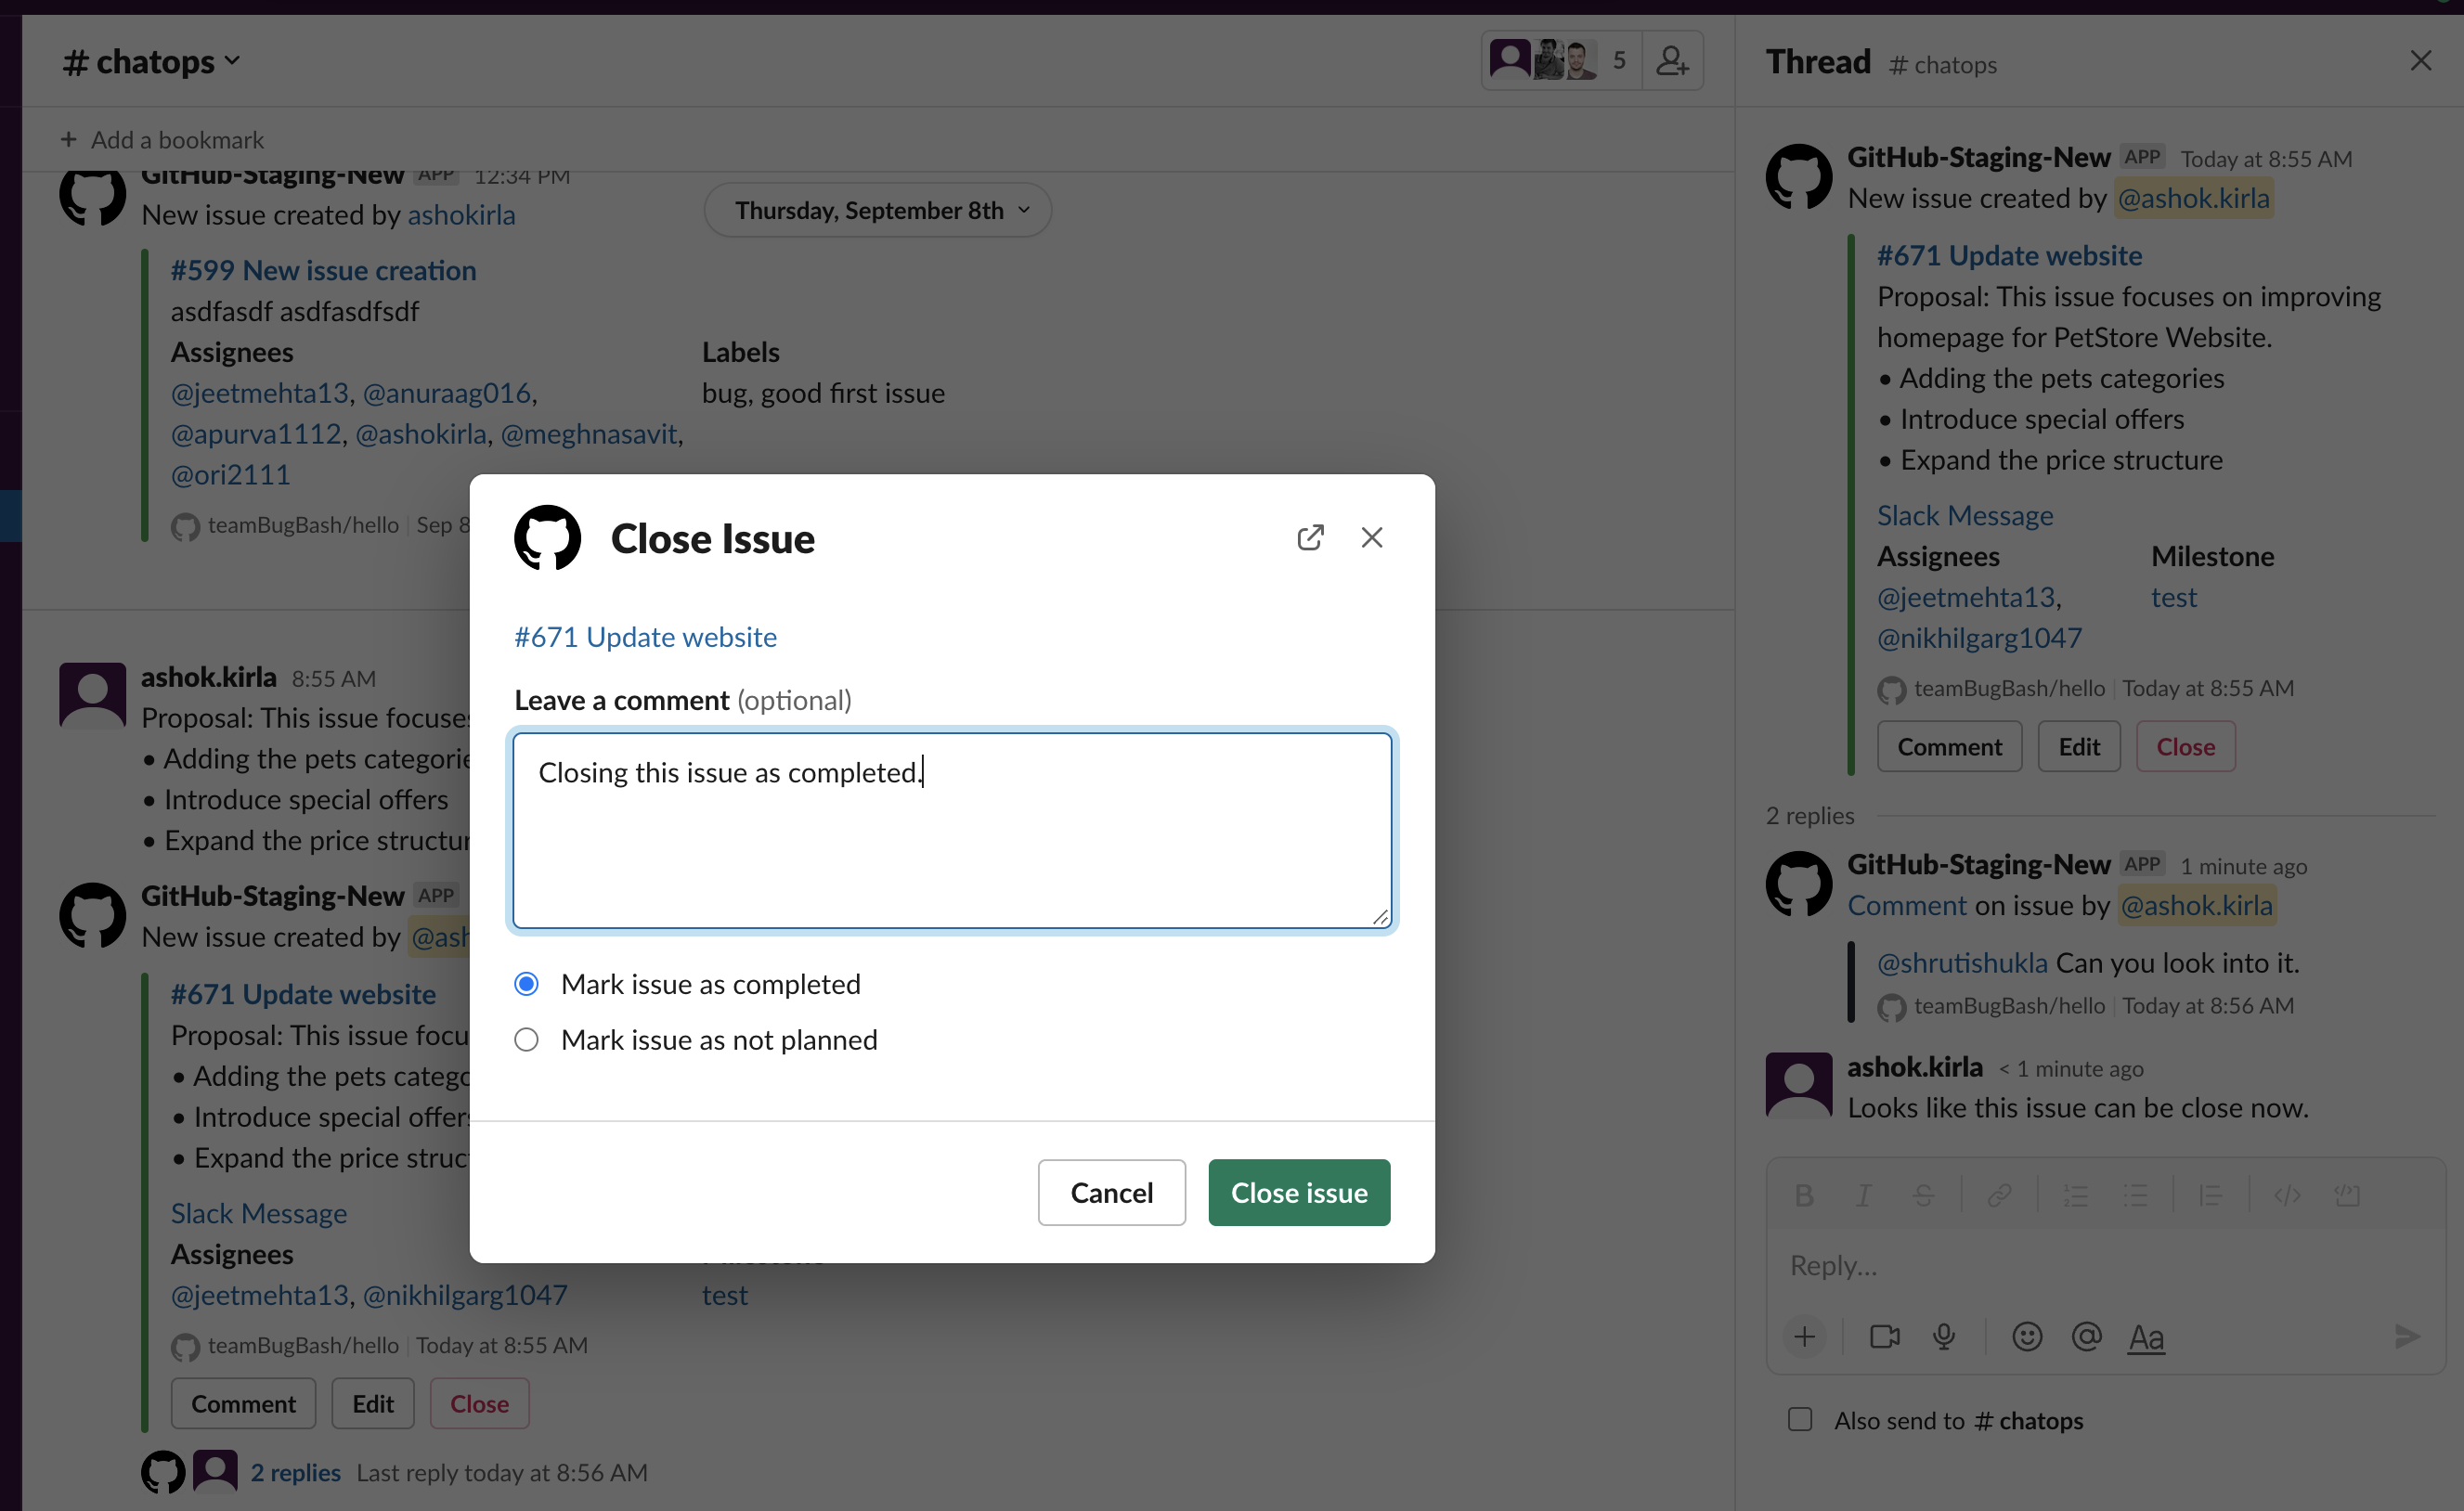 # chatops
5
Add a bookmark
GitHub-Staging-New APP 12:34 PM
New issue created by ashokirla
Thursday, September 8th
#599 New issue creation
asdfasdf asdfasdfsdf
Assignees
Labels
@jeetmehta13, @anuraag016,
bug, good first issue
@apurva1112, @ashokirla, @meghnasavit,
@ori2111
teamBugBash/hello | Sep 8
ashok.kirla 8:55 AM
Proposal: This issue focuses
• Adding the pets categorie
• Introduce special offers
• Expand the price structur
GitHub-Staging-New APP
New issue created by @ash
#671 Update website
Proposal: This issue focu
• Adding the pets catego
• Introduce special offers
• Expand the price struct
Slack Message
Assignees
@jeetmehta13, @nikhilgarg1047
test
teamBugBash/hello | Today at 8:55 AM
Comment Edit Close
2 replies Last reply today at 8:56 AM
Close Issue
#671 Update website
Leave a comment (optional)
Closing this issue as completed.
Mark issue as completed
Mark issue as not planned
Cancel Close issue
Thread # chatops
GitHub-Staging-New APP Today at 8:55 AM
New issue created by @ashok.kirla
#671 Update website
Proposal: This issue focuses on improving
homepage for PetStore Website.
• Adding the pets categories
• Introduce special offers
• Expand the price structure
Slack Message
Assignees
Milestone
@jeetmehta13,
test
@nikhilgarg1047
teamBugBash/hello | Today at 8:55 AM
Comment Edit Close
2 replies
GitHub-Staging-New APP 1 minute ago
Comment on issue by @ashok.kirla
@shrutishukla Can you look into it.
teamBugBash/hello | Today at 8:56 AM
ashok.kirla < 1 minute ago
Looks like this issue can be close now.
Reply...
Aa
Also send to # chatops